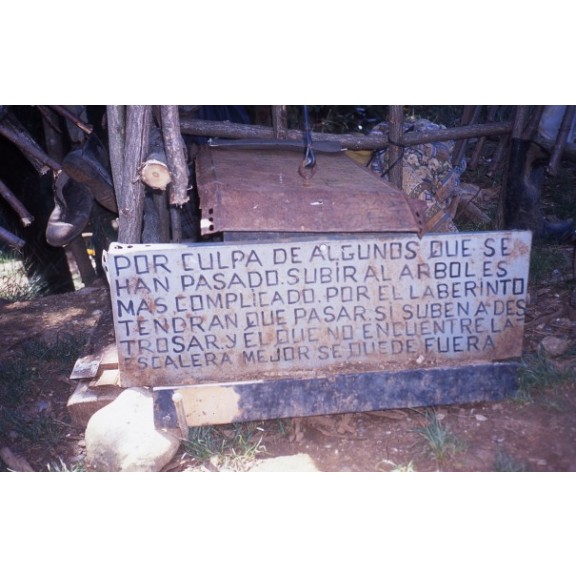 POR CULPA DE ALGUNOS QUE SE
HAN PASADO. SUBIR AL ARBOL ES
MAS COMPLICADO. POR EL LABERINTO
TENDRAN QUE PASAR. SI SUBEN A DES
TROSAR. Y EL QUE NO ENCUENTRE LA
ESCALERA MEJOR SE QUEDE FUERA